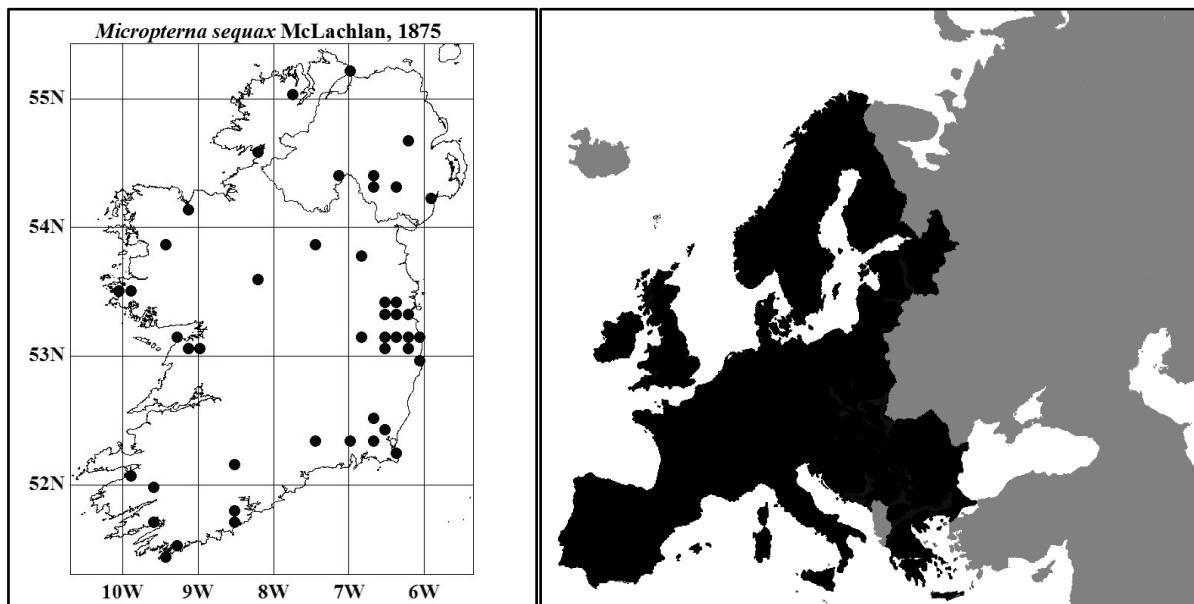 Micropterna sequax McLachlan, 1875
55N
54N
53N
52N
10W 9W 8W 7W 6W